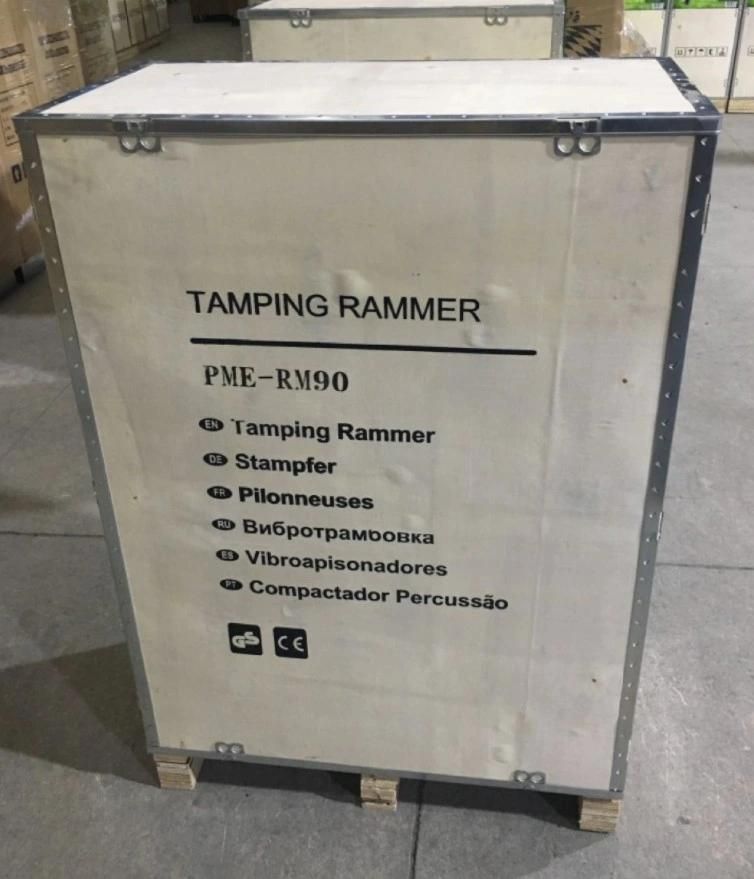 TAMPING RAMMER
PME-RM90
EN Tamping Rammer
DE Stampfer
FR Pilonneuses
RU Вибротрамбовка
ES Vibroapisonadores
PT Compactador Percussão
GS CE